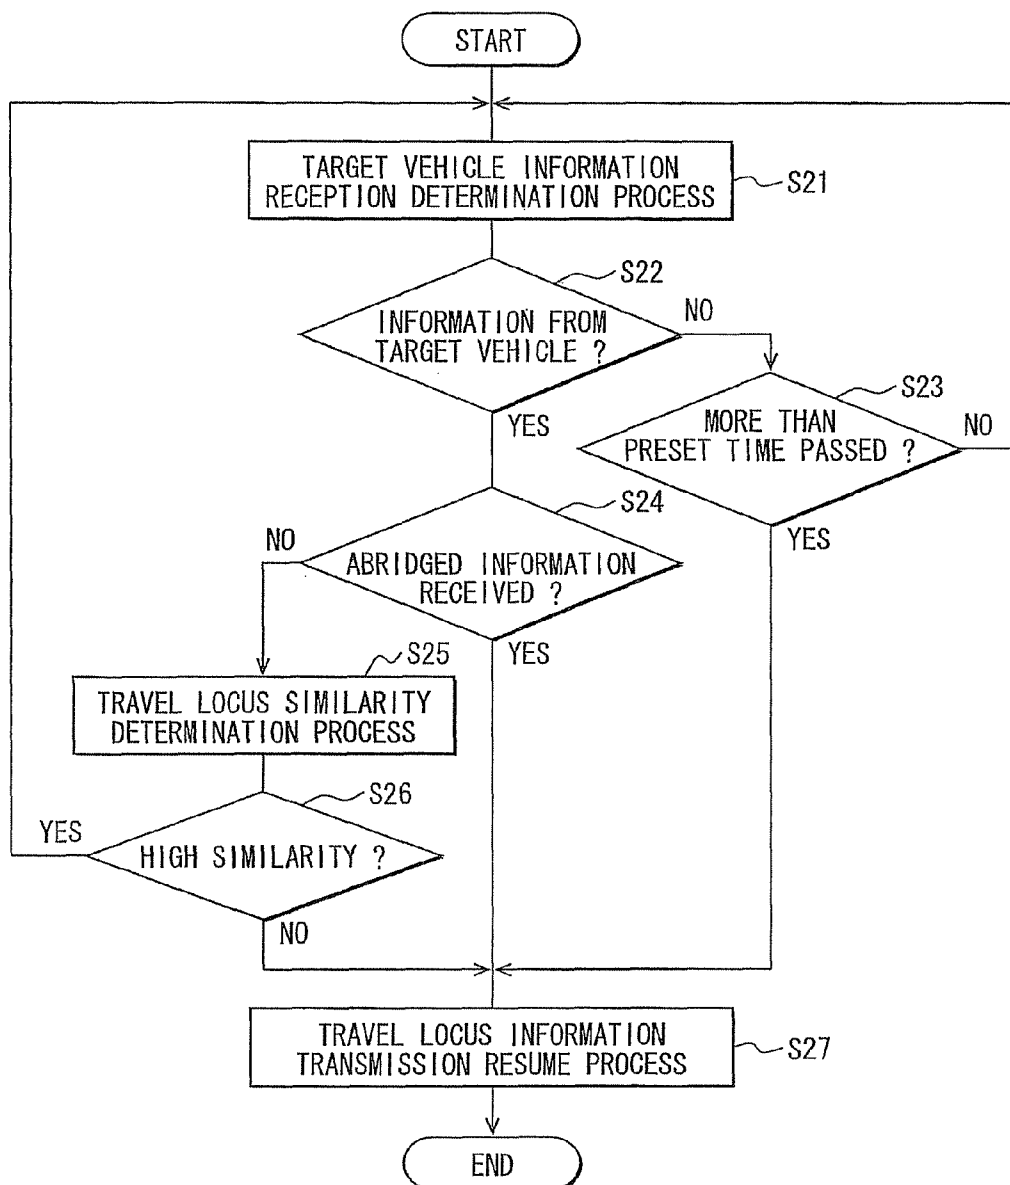 START
TARGET VEHICLE INFORMATION
RECEPTION DETERMINATION PROCESS
S21
S22
INFORMATION FROM
TARGET VEHICLE ?
NO
YES
S23
MORE THAN
PRESET TIME PASSED ?
NO
YES
S24
NO
ABRIDGED INFORMATION
RECEIVED ?
YES
S25
TRAVEL LOCUS SIMILARITY
DETERMINATION PROCESS
S26
YES
HIGH SIMILARITY ?
NO
TRAVEL LOCUS INFORMATION
TRANSMISSION RESUME PROCESS
S27
END